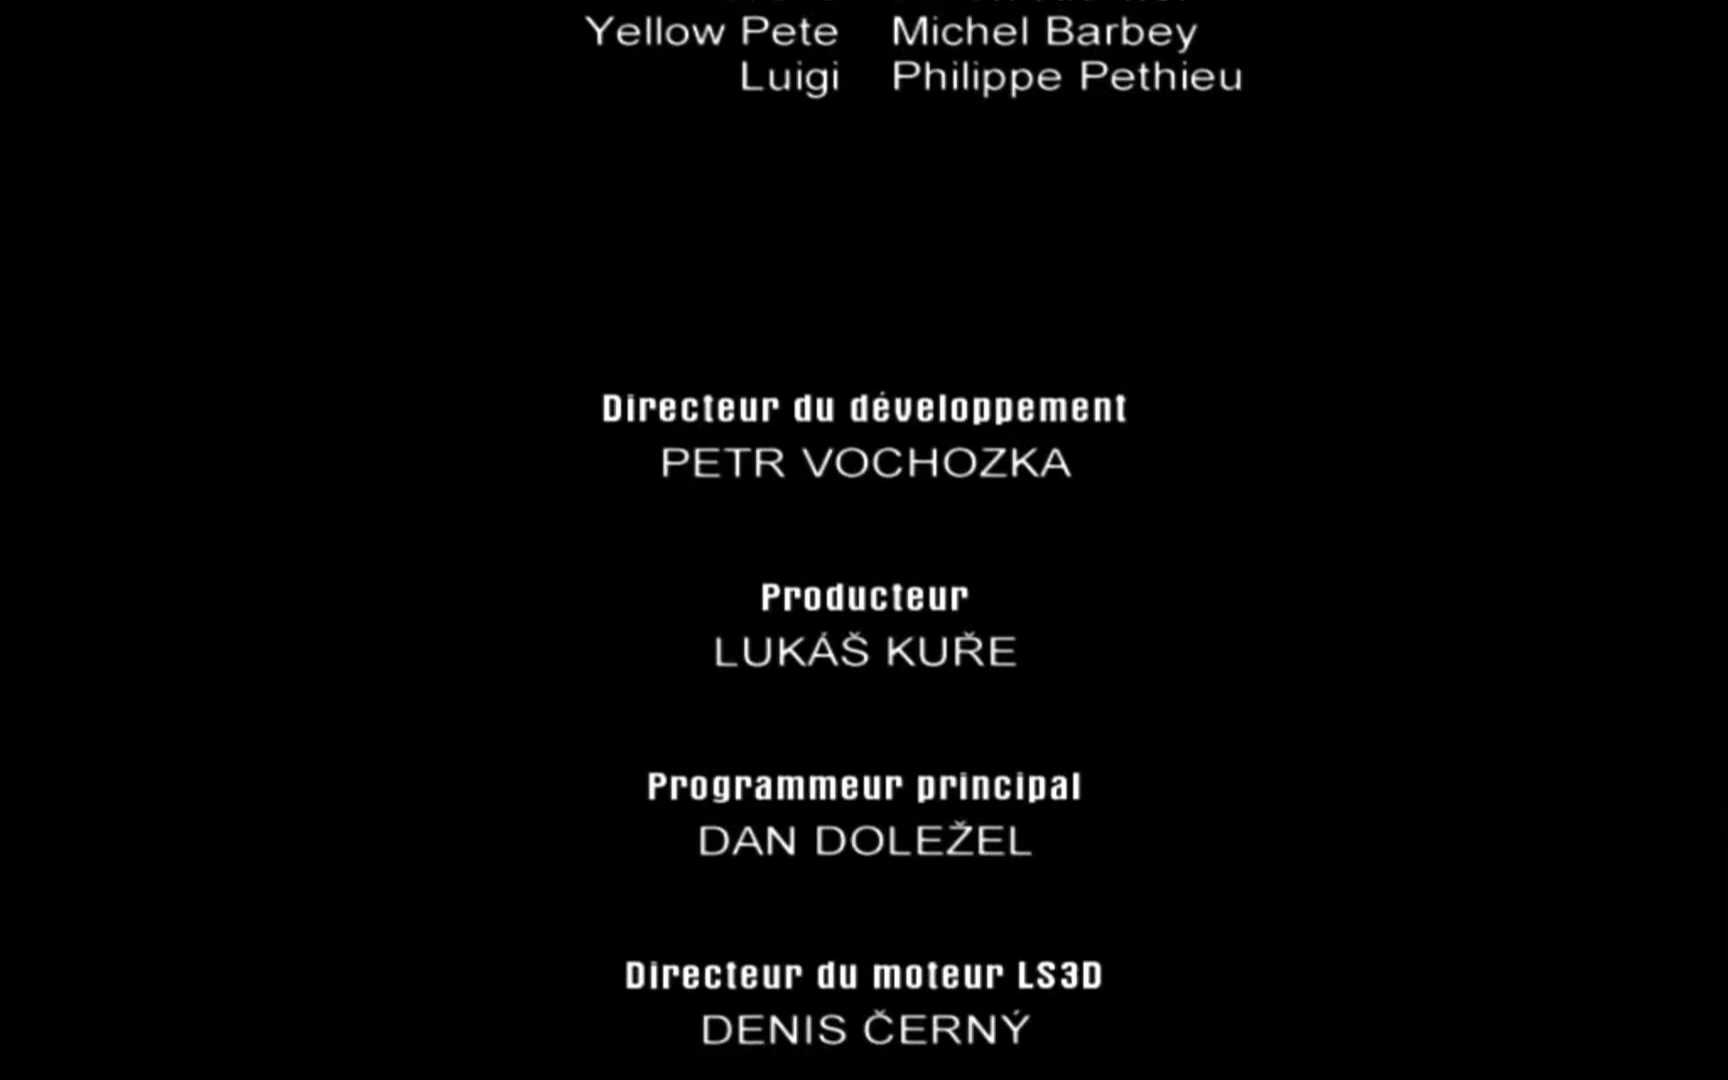 Yellow Pete Michel Barbey
Luigi Philippe Pethieu
Directeur du développement
PETR VOCHOZKA
Producteur
LUKÁŠ KUŘE
Programmeur principal
DAN DOLEŽEL
Directeur du moteur LS3D
DENIS ČERNÝ